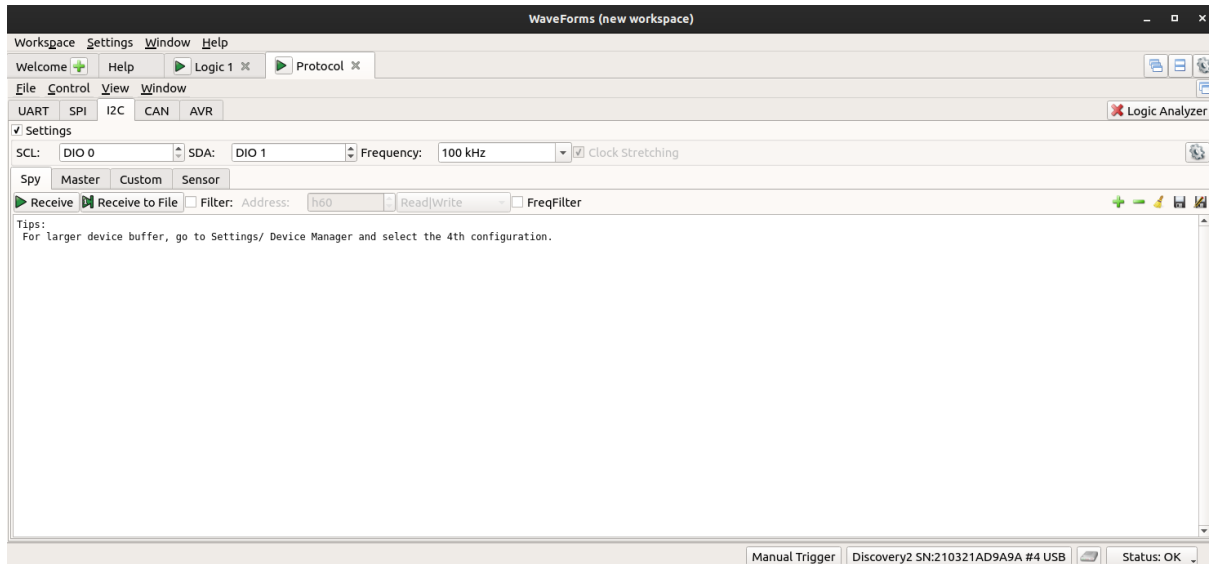 WaveForms (new workspace)
Workspace Settings Window Help
Welcome Help Logic 1 Protocol
File Control View Window
UART SPI I2C CAN AVR Logic Analyzer
Settings
SCL: DIO 0 SDA: DIO 1 Frequency: 100 kHz Clock Stretching
Spy Master Custom Sensor
Receive Receive to File Filter: Address: h60 Read|Write FreqFilter
Tips:
For larger device buffer, go to Settings/ Device Manager and select the 4th configuration.
Manual Trigger Discovery2 SN:210321AD9A9A #4 USB Status: OK